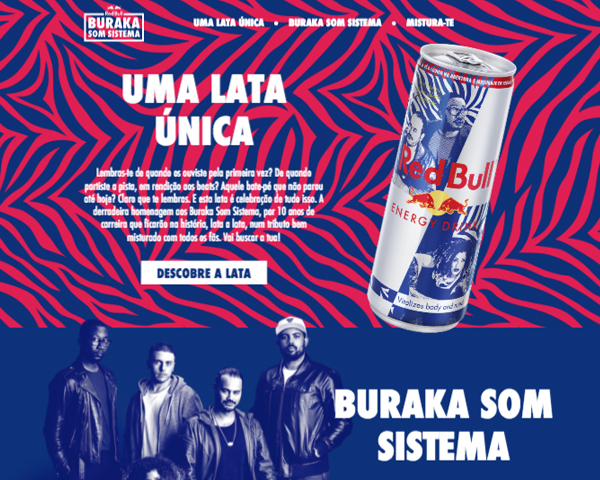 Red Bull
BURAKA
SOM SISTEMA
UMA LATA ÚNICA • BURAKA SOM SISTEMA • MISTURA-TE
UMA LATA
ÚNICA
Lembras-te de quando os ouviste pela primeira vez? De quando
partiste a pista, em rendição aos beats? Aquele bate-pé que não parou
até hoje? Claro que te lembras. E esta lata é celebração de tudo isso. A
derradeira homenagem aos Buraka Som Sistema, por 10 anos de
carreira que ficarão na história, lata a lata, num tributo bem
misturado com todos os fãs. Vai buscar a tua!
DESCOBRE A LATA
Red Bull
ENERGY DRINK
Vitalizes body and mind.
BURAKA SOM
SISTEMA